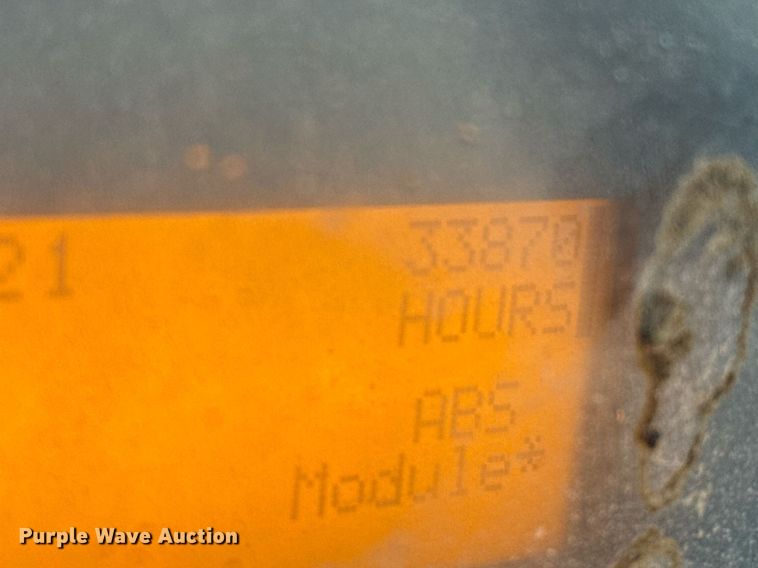 21 33870
HOURS
ABS
Module*
Purple Wave Auction